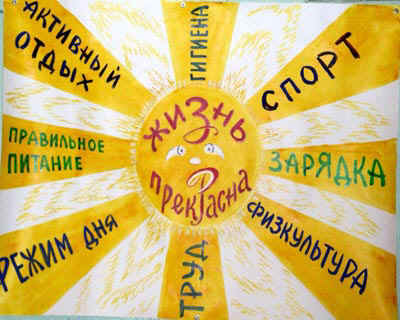 АКТИВНЫЙ
ОТДЫХ
ГИГИЕНА
СПОРТ
ПРАВИЛЬНОЕ
ПИТАНИЕ
ЖИЗНЬ
ПРЕКРАСНА
ЗАРЯДКА
РЕЖИМ ДНЯ
ТРУД
ФИЗКУЛЬТУРА